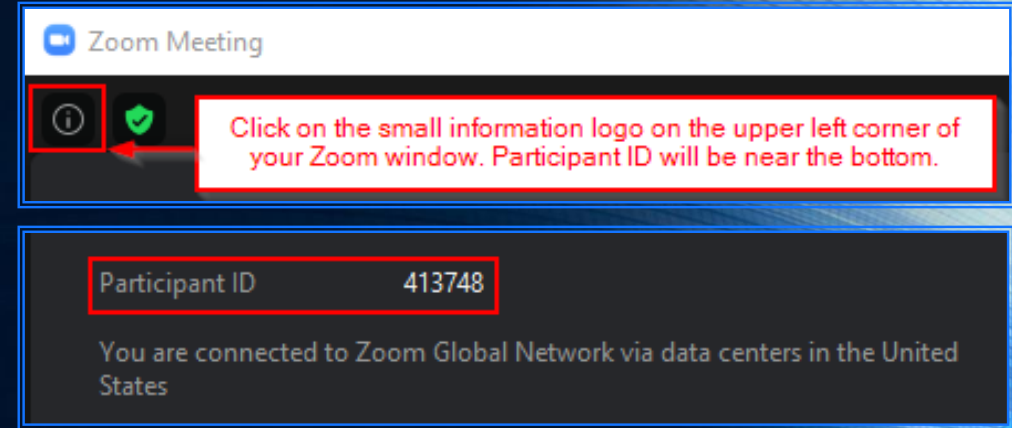 Zoom Meeting
Click on the small information logo on the upper left corner of
your Zoom window. Participant ID will be near the bottom.
Participant ID 413748
You are connected to Zoom Global Network via data centers in the United
States